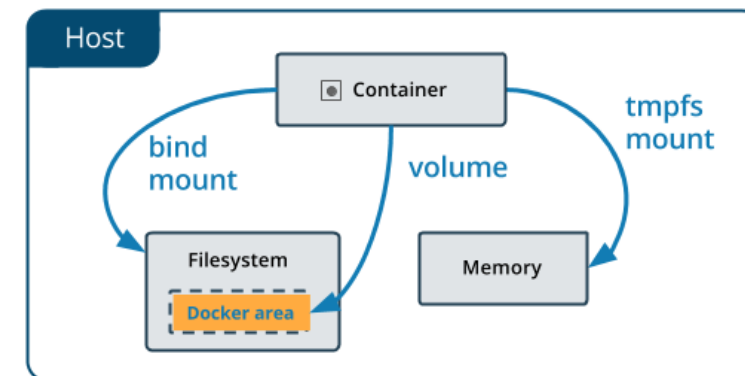 Host
Container
bind
mount
volume
tmpfs
mount
Filesystem
Docker area
Memory